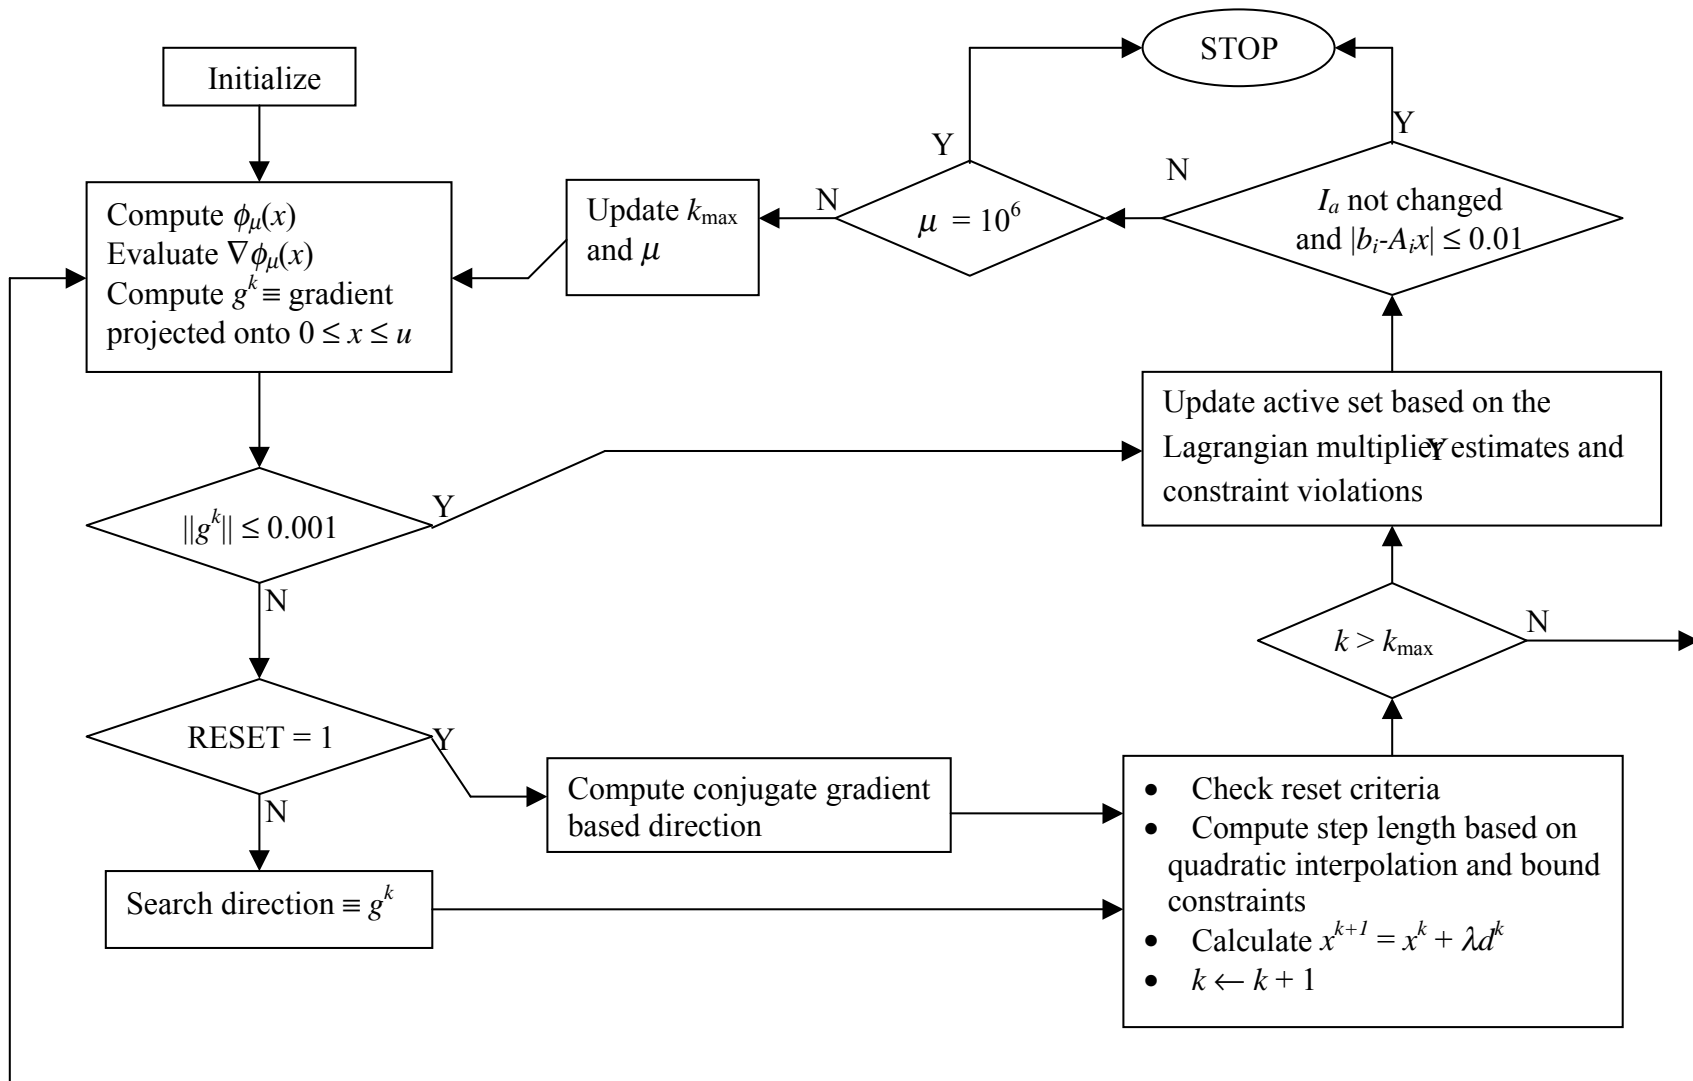 STOP
Initialize
Y
Y
N
N
Compute ϕμ(x)
Evaluate ∇ϕμ(x)
Compute g^k ≡ gradient
projected onto 0 ≤ x ≤ u
Update kmax
and μ
μ = 10^6
I_a not changed
and |b_i-A_ix| ≤ 0.01
Update active set based on the
Lagrangian multiplier estimates and
constraint violations
Y
||g^k|| ≤ 0.001
Y
N
k > kmax
N
RESET = 1
Y
N
Compute conjugate gradient
based direction
Search direction ≡ g^k
• Check reset criteria
• Compute step length based on
quadratic interpolation and bound
constraints
• Calculate x^{k+1} = x^k + λd^k
• k ← k + 1